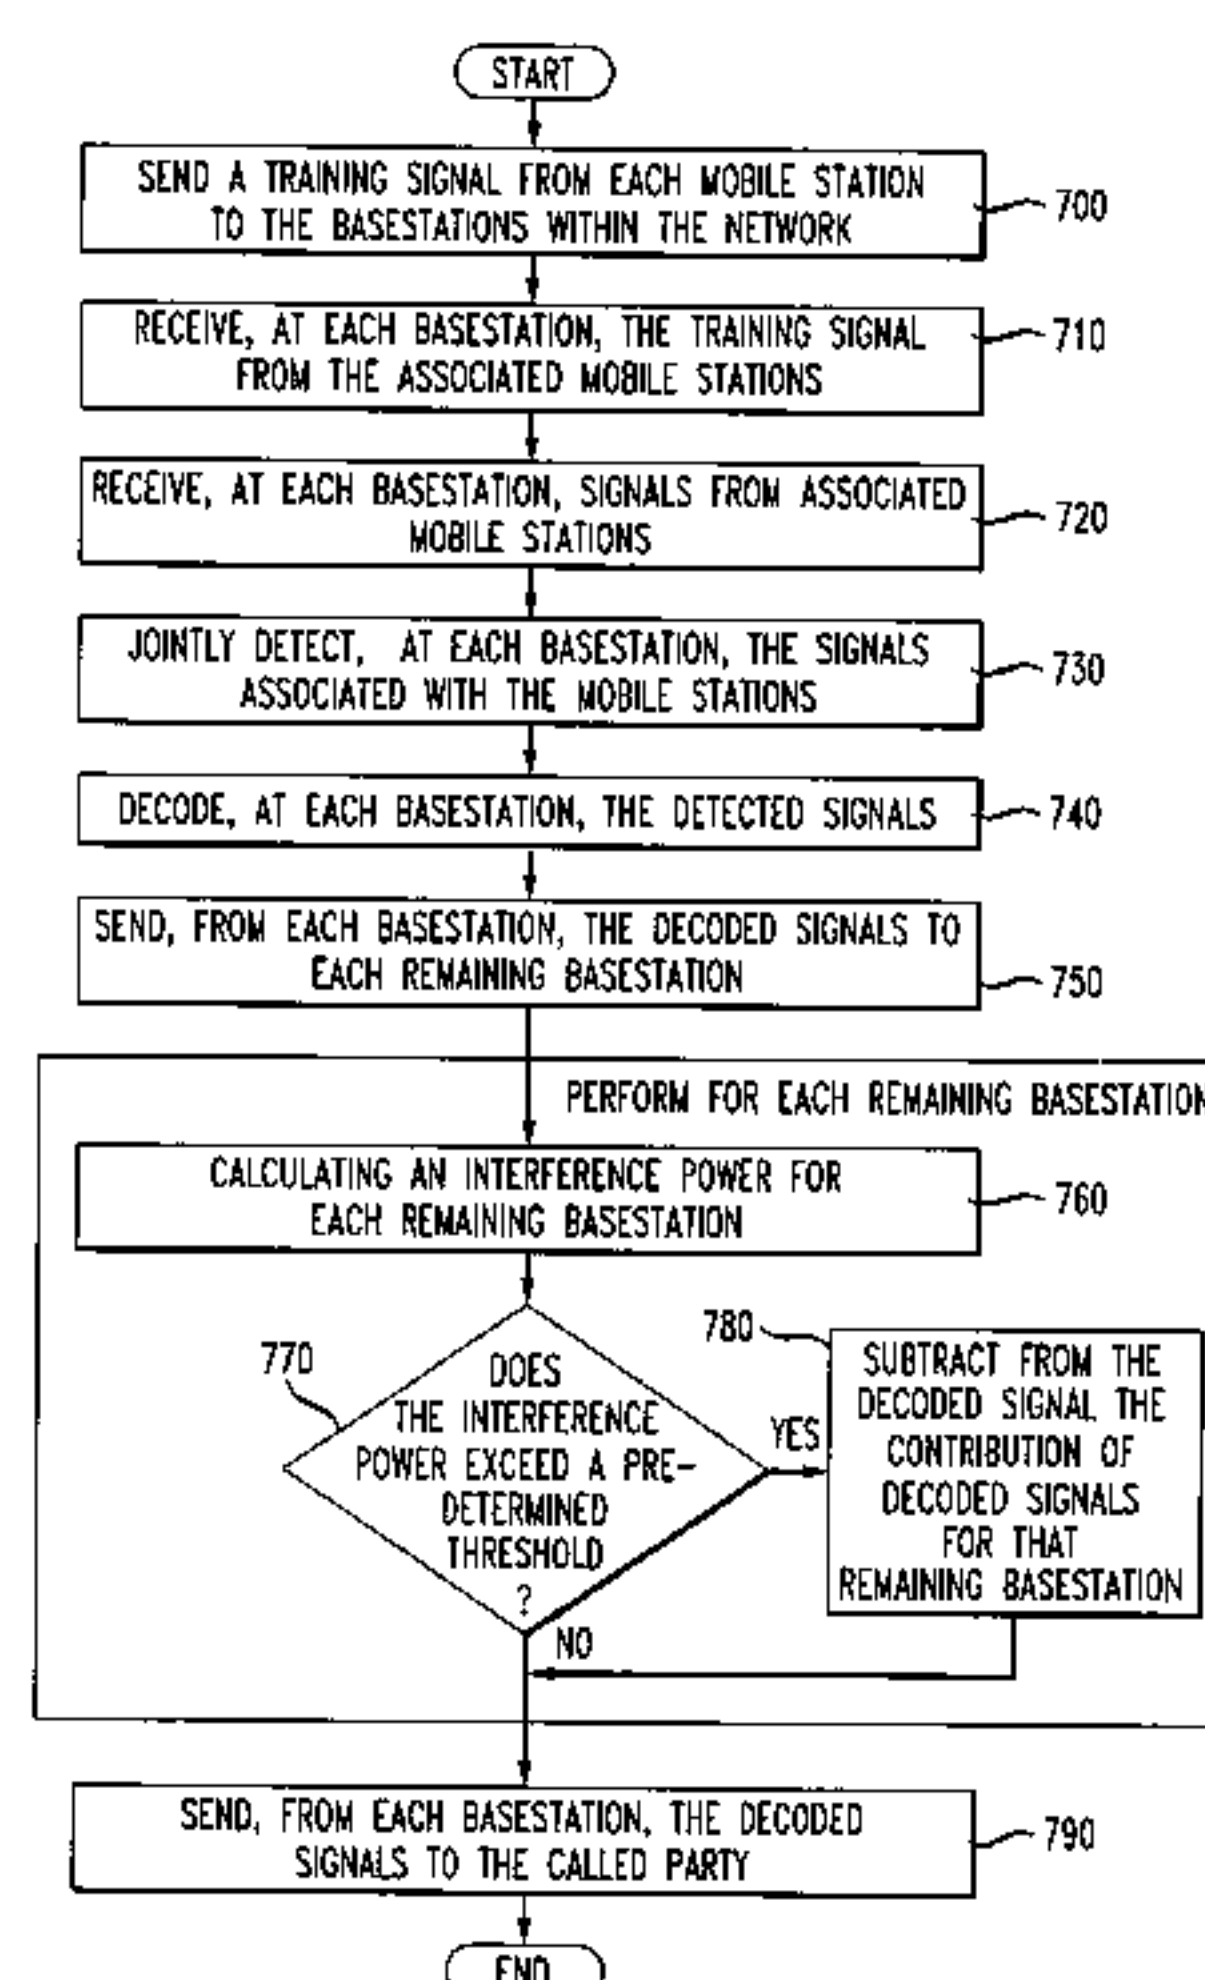 START
SEND A TRAINING SIGNAL FROM EACH MOBILE STATION
TO THE BASESTATIONS WITHIN THE NETWORK
700
RECEIVE, AT EACH BASESTATION, THE TRAINING SIGNAL
FROM THE ASSOCIATED MOBILE STATIONS
710
RECEIVE, AT EACH BASESTATION, SIGNALS FROM ASSOCIATED
MOBILE STATIONS
720
JOINTLY DETECT, AT EACH BASESTATION, THE SIGNALS
ASSOCIATED WITH THE MOBILE STATIONS
730
DECODE, AT EACH BASESTATION, THE DETECTED SIGNALS
740
SEND, FROM EACH BASESTATION, THE DECODED SIGNALS TO
EACH REMAINING BASESTATION
750
PERFORM FOR EACH REMAINING BASESTATION
CALCULATING AN INTERFERENCE POWER FOR
EACH REMAINING BASESTATION
760
770
DOES
THE INTERFERENCE
POWER EXCEED A PRE-
DETERMINED
THRESHOLD
?
YES
NO
780
SUBTRACT FROM THE
DECODED SIGNAL THE
CONTRIBUTION OF
DECODED SIGNALS
FOR THAT
REMAINING BASESTATION
SEND, FROM EACH BASESTATION, THE DECODED
SIGNALS TO THE CALLED PARTY
790
END